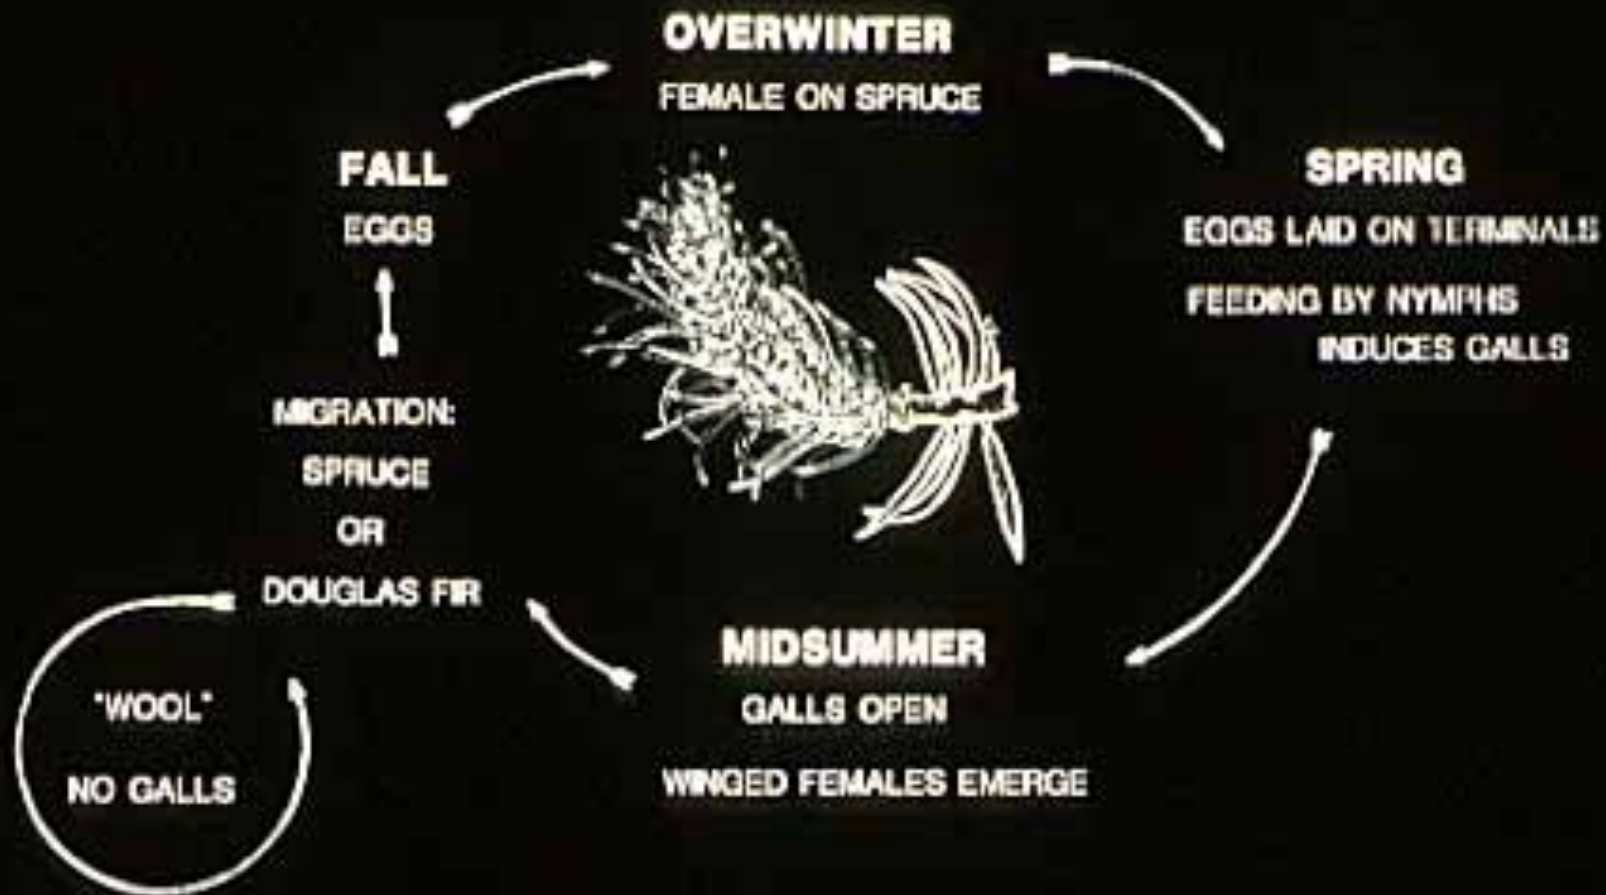 OVERWINTER
FEMALE ON SPRUCE
SPRING
EGGS LAID ON TERMINALS
FEEDING BY NYMPHS
INDUCES GALLS
MIDSUMMER
GALLS OPEN
WINGED FEMALES EMERGE
MIGRATION:
SPRUCE
OR
DOUGLAS FIR
"WOOL"
NO GALLS
FALL
EGGS